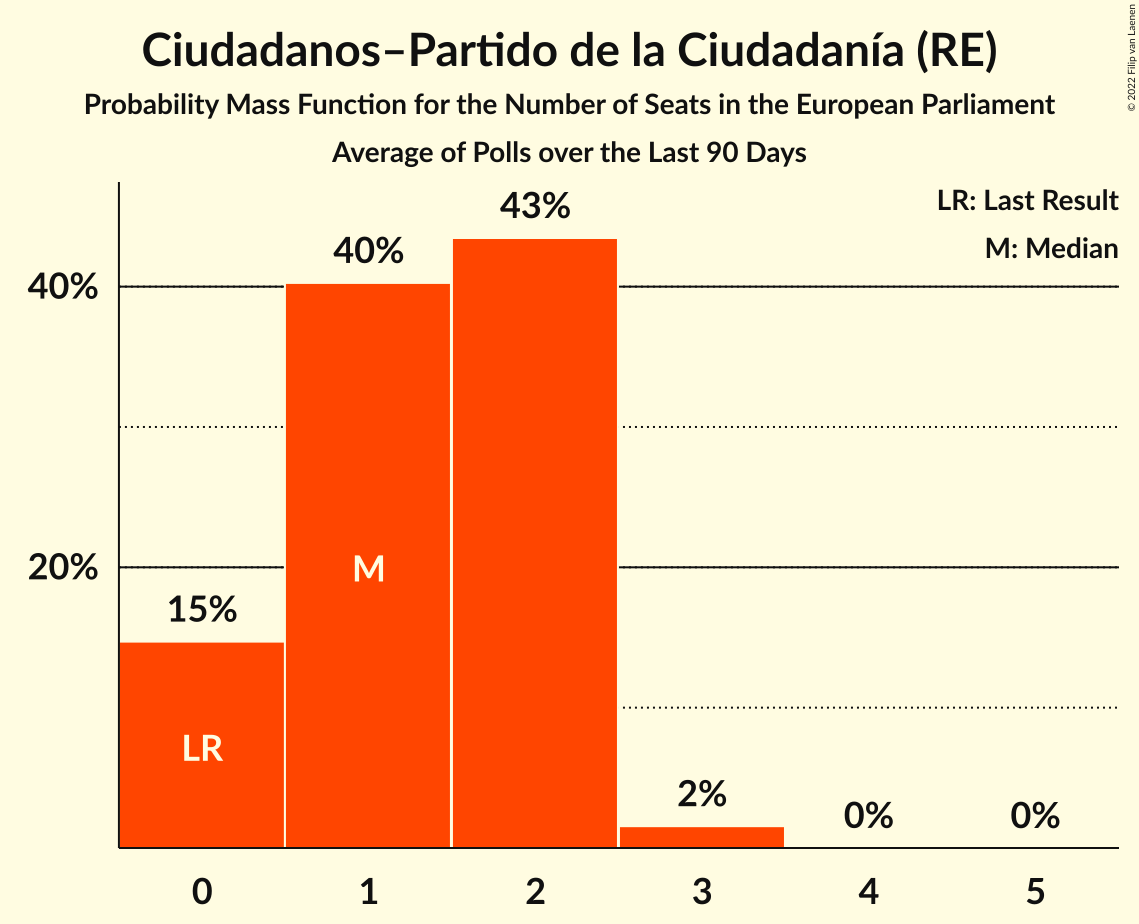 Ciudadanos–Partido de la Ciudadanía (RE)
Probability Mass Function for the Number of Seats in the European Parliament
Average of Polls over the Last 90 Days
© 2022 Filip van Laenen
LR: Last Result
M: Median
43%
40%
40%
20%
15%
M
LR
2%
0%
0%
0 1 2 3 4 5